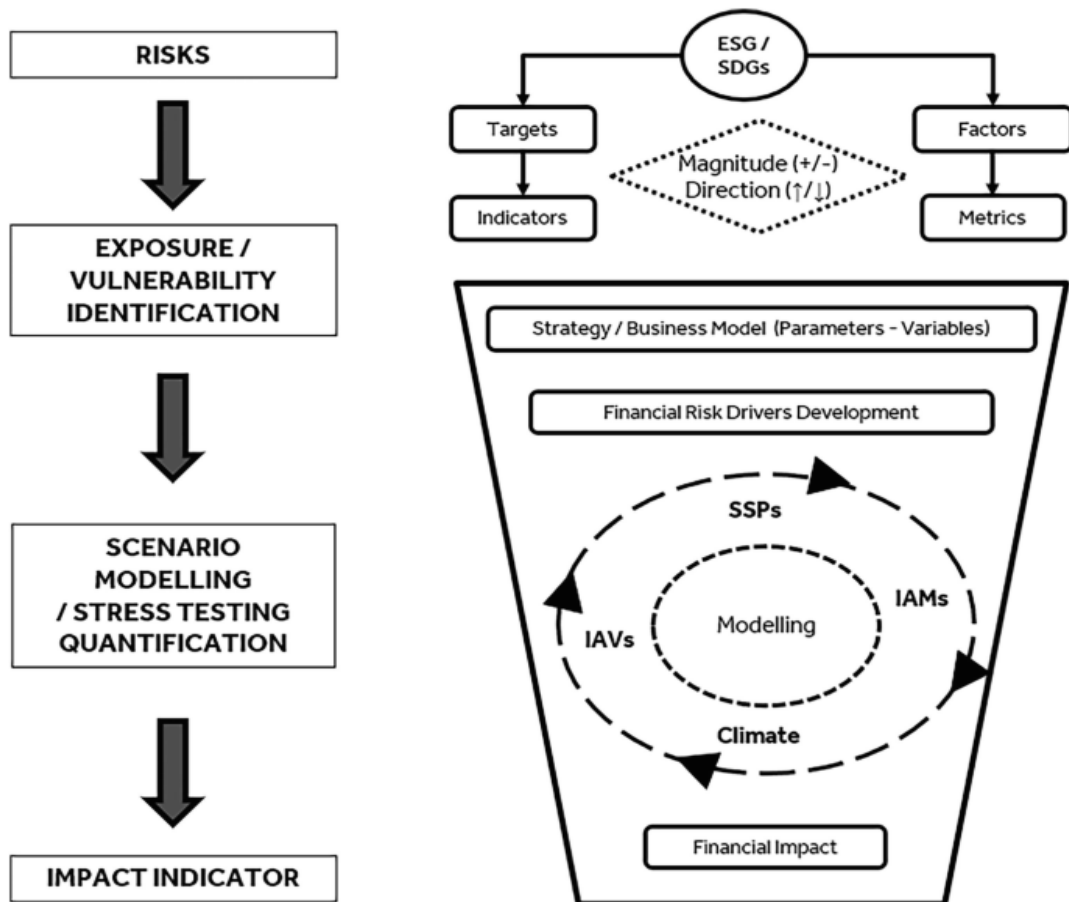 RISKS
EXPOSURE /
VULNERABILITY
IDENTIFICATION
SCENARIO
MODELLING
/ STRESS TESTING
QUANTIFICATION
IMPACT INDICATOR
ESG /
SDGs
Targets
Factors
Magnitude (+/-)
Direction (↑/↓)
Indicators
Metrics
Strategy / Business Model (Parameters - Variables)
Financial Risk Drivers Development
SSPs
IAMs
Modelling
IAVs
Climate
Financial Impact